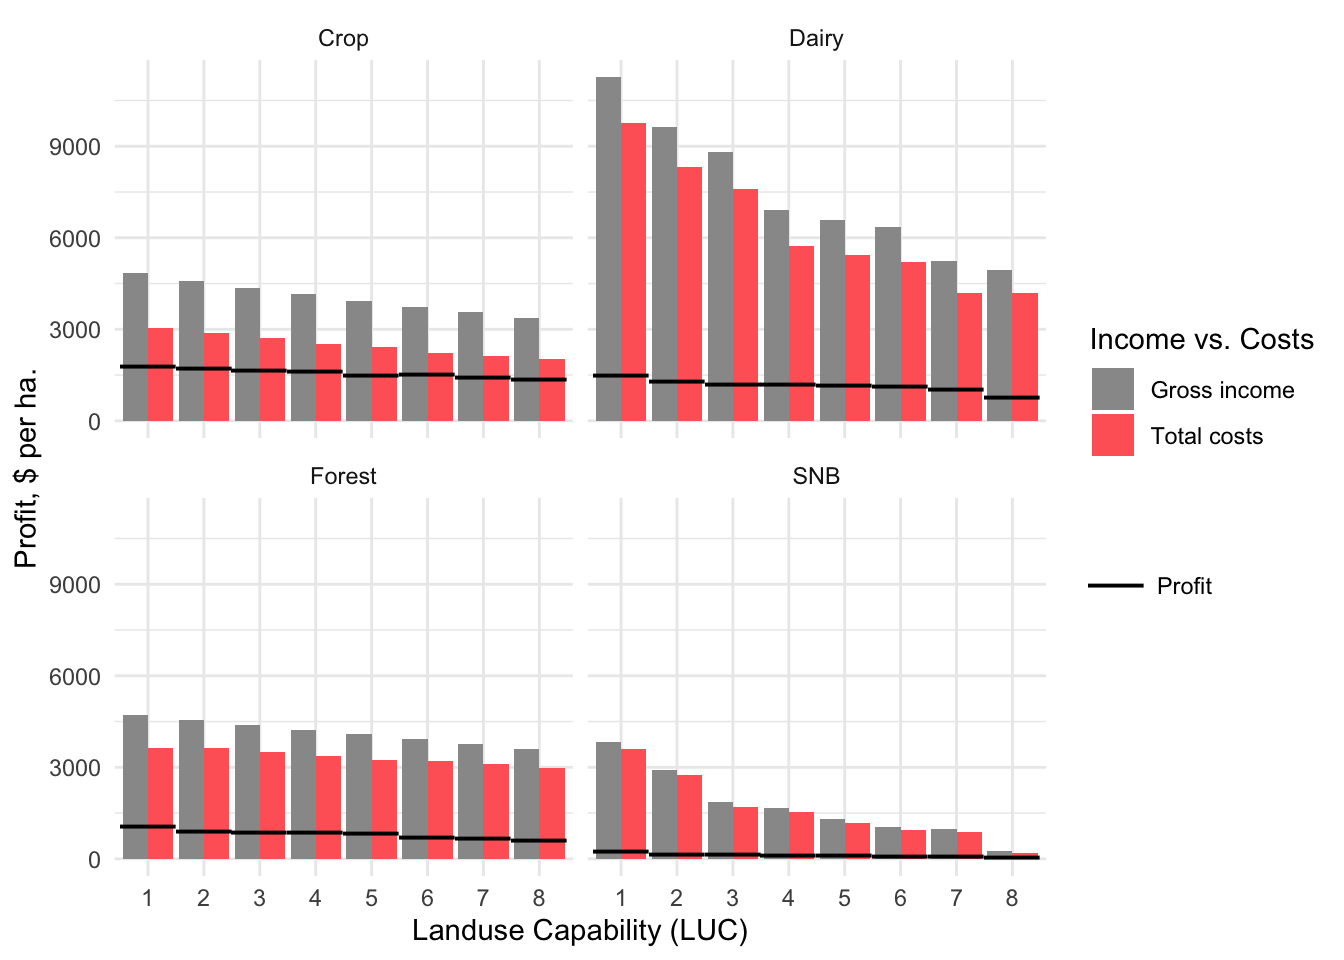 Crop
Dairy
9000
6000
3000
0
Profit, $ per ha.
Forest
SNB
9000
6000
3000
0
1 2 3 4 5 6 7 8
1 2 3 4 5 6 7 8
Landuse Capability (LUC)
Income vs. Costs
Gross income
Total costs
Profit